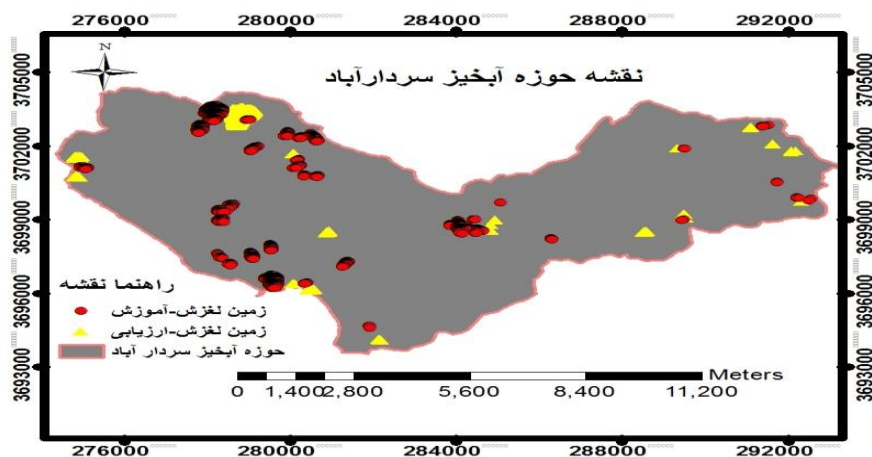 276000 280000 284000 288000 292000
N
نقشه حوزه آبخیز سردارآباد
3705000
3702000
3699000
3696000
3693000
3705000
3702000
3699000
3696000
3693000
راهنما نقشه
زمین لغزش-آموزش
زمین لغزش-ارزیابی
حوزه آبخیز سردار آباد
Meters
0 1,400 2,800 5,600 8,400 11,200
276000 280000 284000 288000 292000